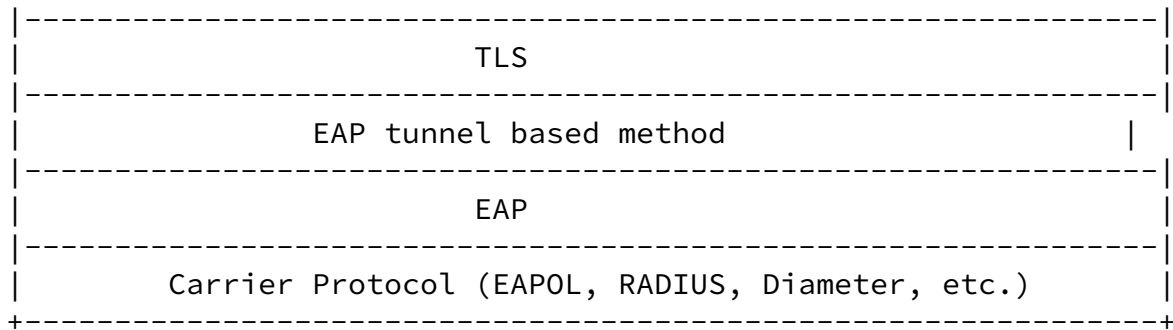 |---------------------------------------------------------------|
| TLS |
|---------------------------------------------------------------|
| EAP tunnel based method |
|---------------------------------------------------------------|
| EAP |
|---------------------------------------------------------------|
| Carrier Protocol (EAPOL, RADIUS, Diameter, etc.) |
+---------------------------------------------------------------+